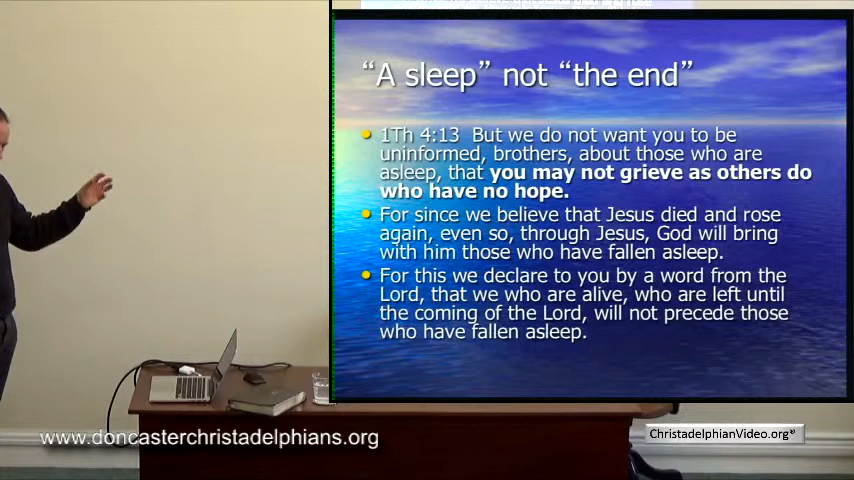 “A sleep” not “the end”
1Th 4:13 But we do not want you to be
uninformed, brothers, about those who are
asleep, that you may not grieve as others do
who have no hope.
For since we believe that Jesus died and rose
again, even so, through Jesus, God will bring
with him those who have fallen asleep.
For this we declare to you by a word from the
Lord, that we who are alive, who are left until
the coming of the Lord, will not precede those
who have fallen asleep.
www.doncasterchristadelphians.org
ChristadelphianVideo.org®